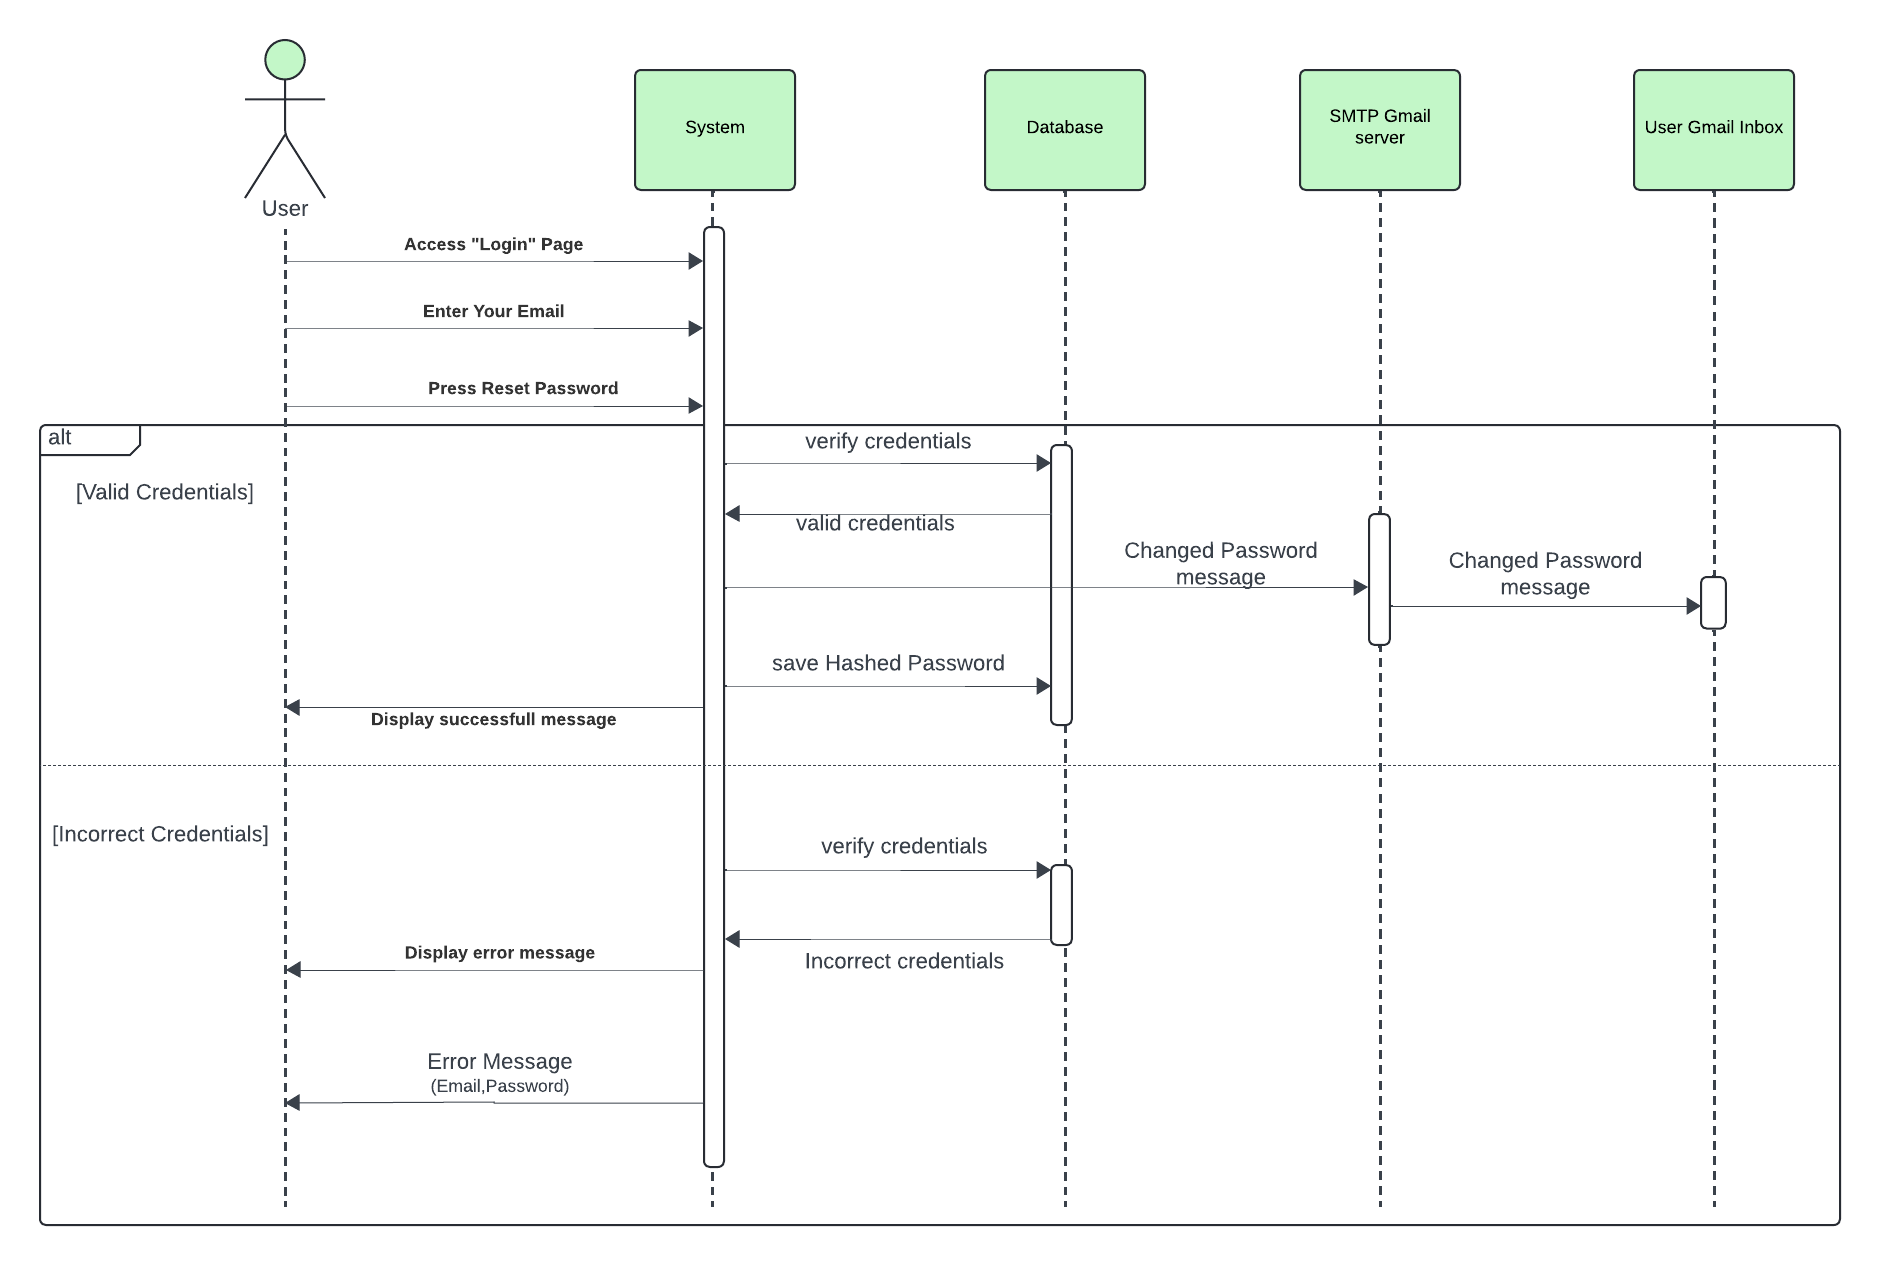 User
System
Database
SMTP Gmail
server
User Gmail Inbox
Access "Login" Page
Enter Your Email
Press Reset Password
alt
verify credentials
[Valid Credentials]
valid credentials
Changed Password
message
Changed Password
message
save Hashed Password
Display successfull message
[Incorrect Credentials]
verify credentials
Display error message
Incorrect credentials
Error Message
(Email,Password)